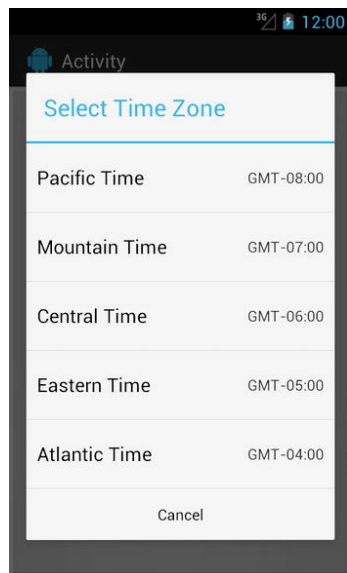 3G 12:00
Activity
Select Time Zone
Pacific Time GMT-08:00
Mountain Time GMT-07:00
Central Time GMT-06:00
Eastern Time GMT-05:00
Atlantic Time GMT-04:00
Cancel